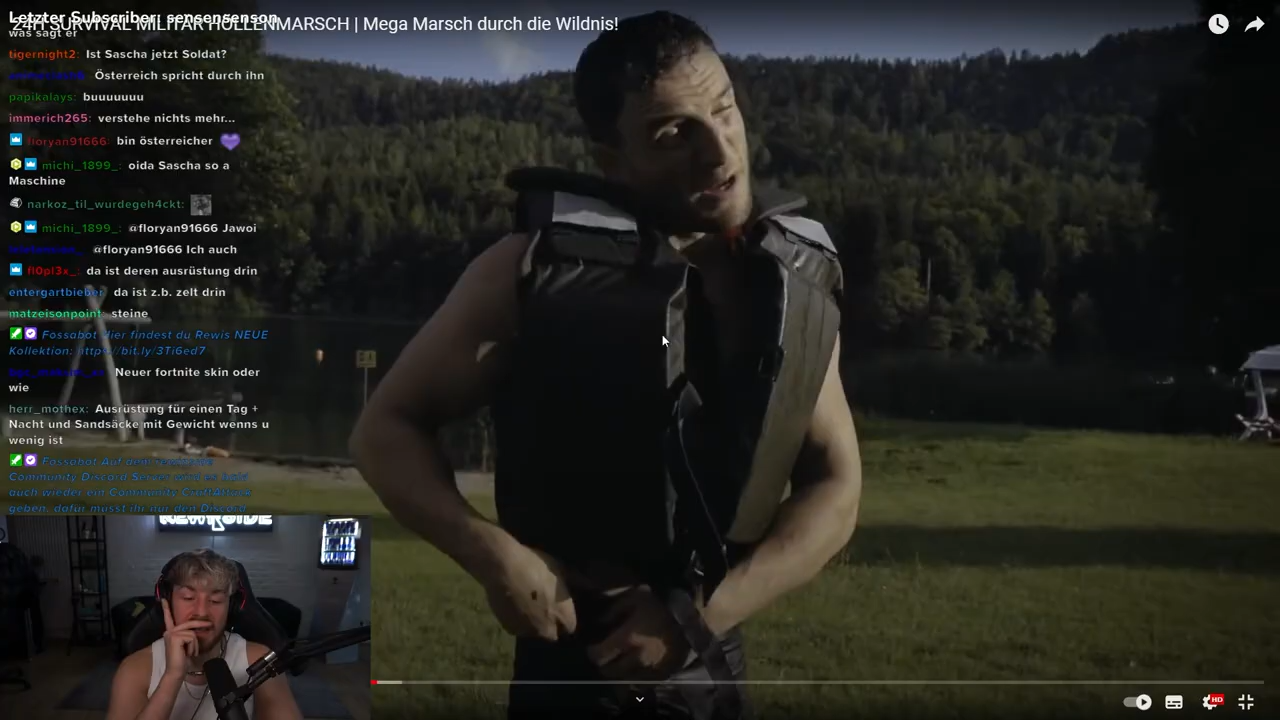 Letzter Subscriber: sensensenson
24H SURVIVAL MILITÄR HÖLLENMARSCH | Mega Marsch durch die Wildnis!
was sagt er
tigernight2: Ist Sascha jetzt Soldat?
Österreich spricht durch ihn
papikalays: buuuuuuu
immerich265: verstehe nichts mehr...
floryan91666: bin österreicher
michi_1899_: oida Sascha so a
Maschine
narkoz_til_wurdegeh4ckt:
michi_1899_: @floryan91666 Jawoi
@floryan91666 Ich auch
fl0pl3x_: da ist deren ausrüstung drin
entergartbieber: da ist z.b. zelt drin
matzeisonpoint: steine
Fossabot Hier findest du Rewis NEUE
Kollektion: https://bit.ly/3Ti6ed7
Neuer fortnite skin oder
wie
herr_mothex: Ausrüstung für einen Tag +
Nacht und Sandsäcke mit Gewicht wenns u
wenig ist
Fossabot Auf dem
Community Discord Server wird es bald
auch wieder ein Community CraftAttack
geben, dafür müsst ihr nur den Discord
HD